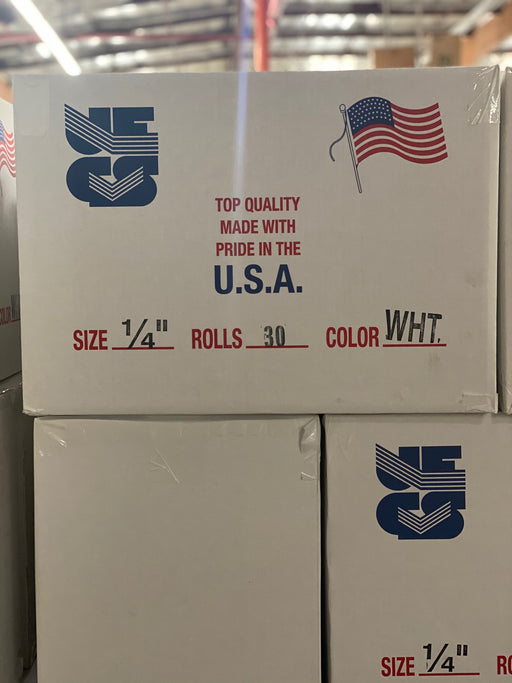 TOP QUALITY
MADE WITH
PRIDE IN THE
U.S.A.
SIZE 1/4" ROLLS 30 COLOR WHT.
SIZE 1/4"